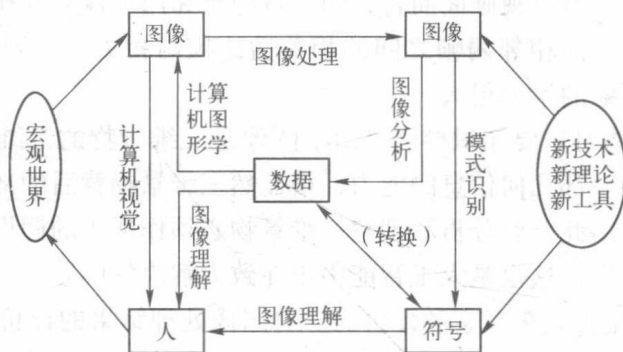 图像
图像
图像处理
计算
机图
形学
图像分析
计算机视觉
模式识别
宏观世界
数据
新技术
新理论
新工具
图像理解
（转换）
图像理解
人
符号